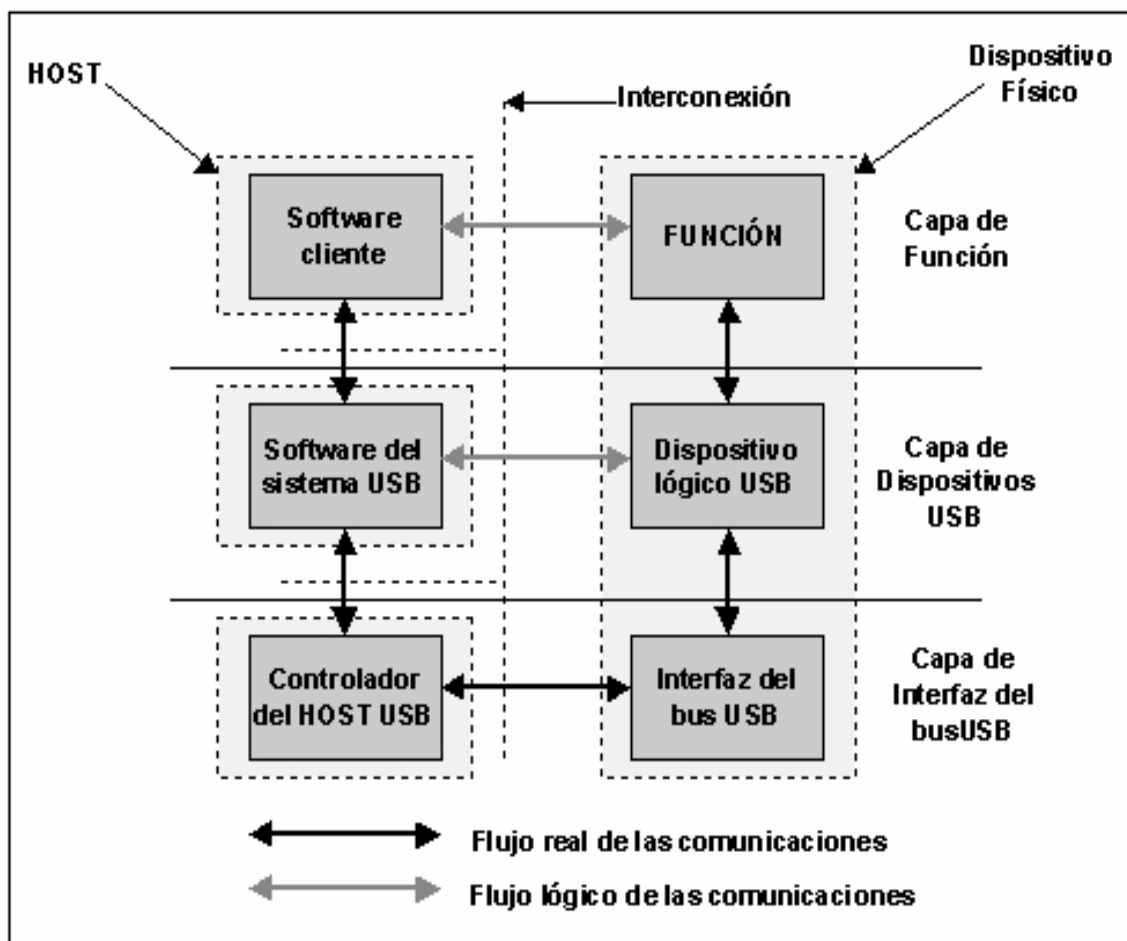 HOST
Interconexión
Dispositivo
Físico
Software
cliente
FUNCIÓN
Capa de
Función
Software del
sistema USB
Dispositivo
lógico USB
Capa de
Dispositivos
USB
Controlador
del HOST USB
Interfaz del
bus USB
Capa de
Interfaz del
busUSB
Flujo real de las comunicaciones
Flujo lógico de las comunicaciones